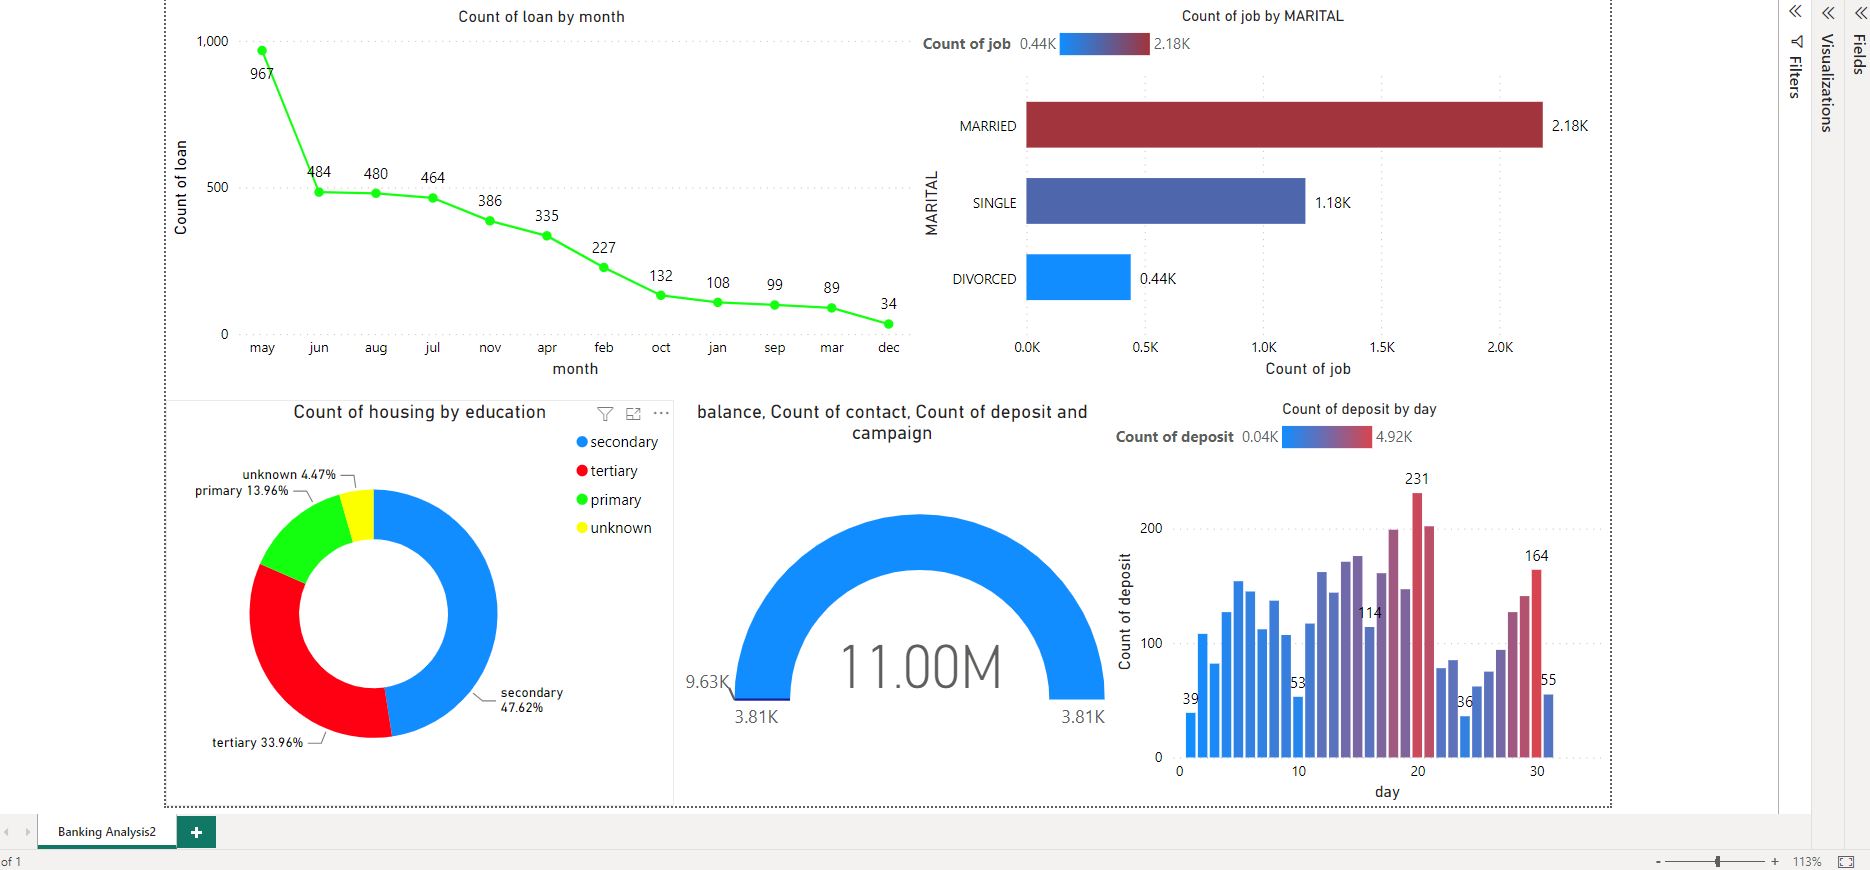 Count of loan by month
1,000
967
484
480
464
386
335
227
132
108
99
89
34
500
0
Count of loan
may jun aug jul nov apr feb oct jan sep mar dec
month
Count of job by MARITAL
Count of job 0.44K 2.18K
MARITAL
MARRIED 2.18K
SINGLE 1.18K
DIVORCED 0.44K
0.0K 0.5K 1.0K 1.5K 2.0K
Count of job
Filters
Visualizations
Fields
Count of housing by education
secondary
tertiary
primary
unknown
unknown 4.47%
primary 13.96%
secondary
47.62%
tertiary 33.96%
balance, Count of contact, Count of deposit and
campaign
11.00M
9.63K
3.81K 3.81K
Count of deposit by day
Count of deposit 0.04K 4.92K
Count of deposit
200
100
0
39
53
114
231
36
164
55
0 10 20 30
day
Banking Analysis2
+
of 1
- + 113%